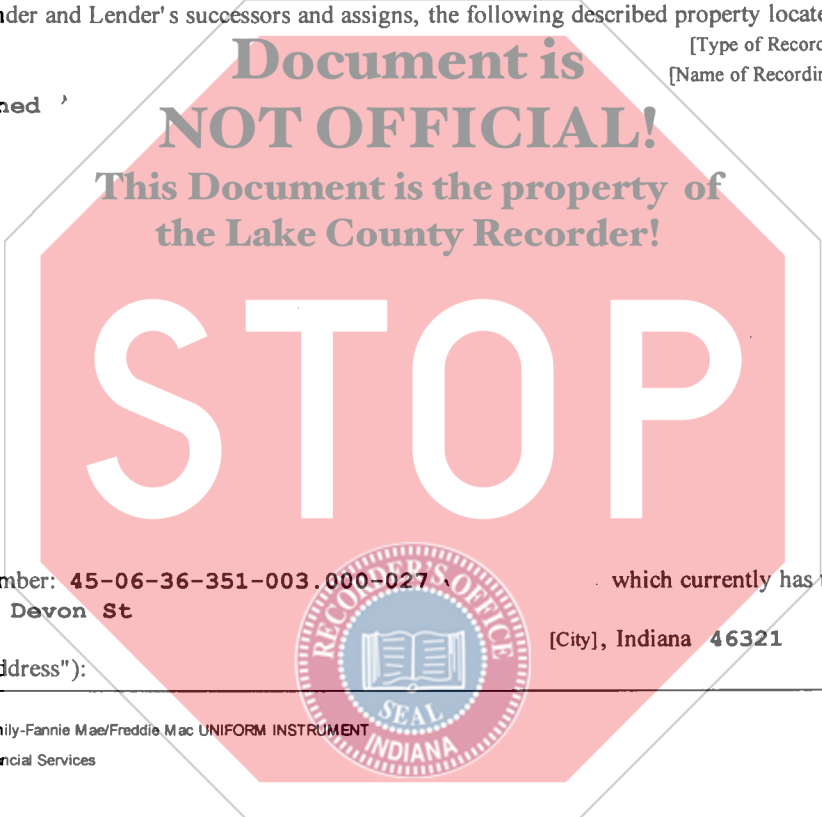 der and Lender's successors and assigns, the following described property locate
[Type of Record
Document is
[Name of Recordin
ned
NOT OFFICIAL!
This Document is the property of
the Lake County Recorder!
STOP
mber: 45-06-36-351-003.000-027 which currently has
Devon St
RECORDER'S OFFICE
[City], Indiana 46321
ddress"):
SEAL
INDIANA
ily-Fannie Mae/Freddie Mac UNIFORM INSTRUMENT
ncial Services